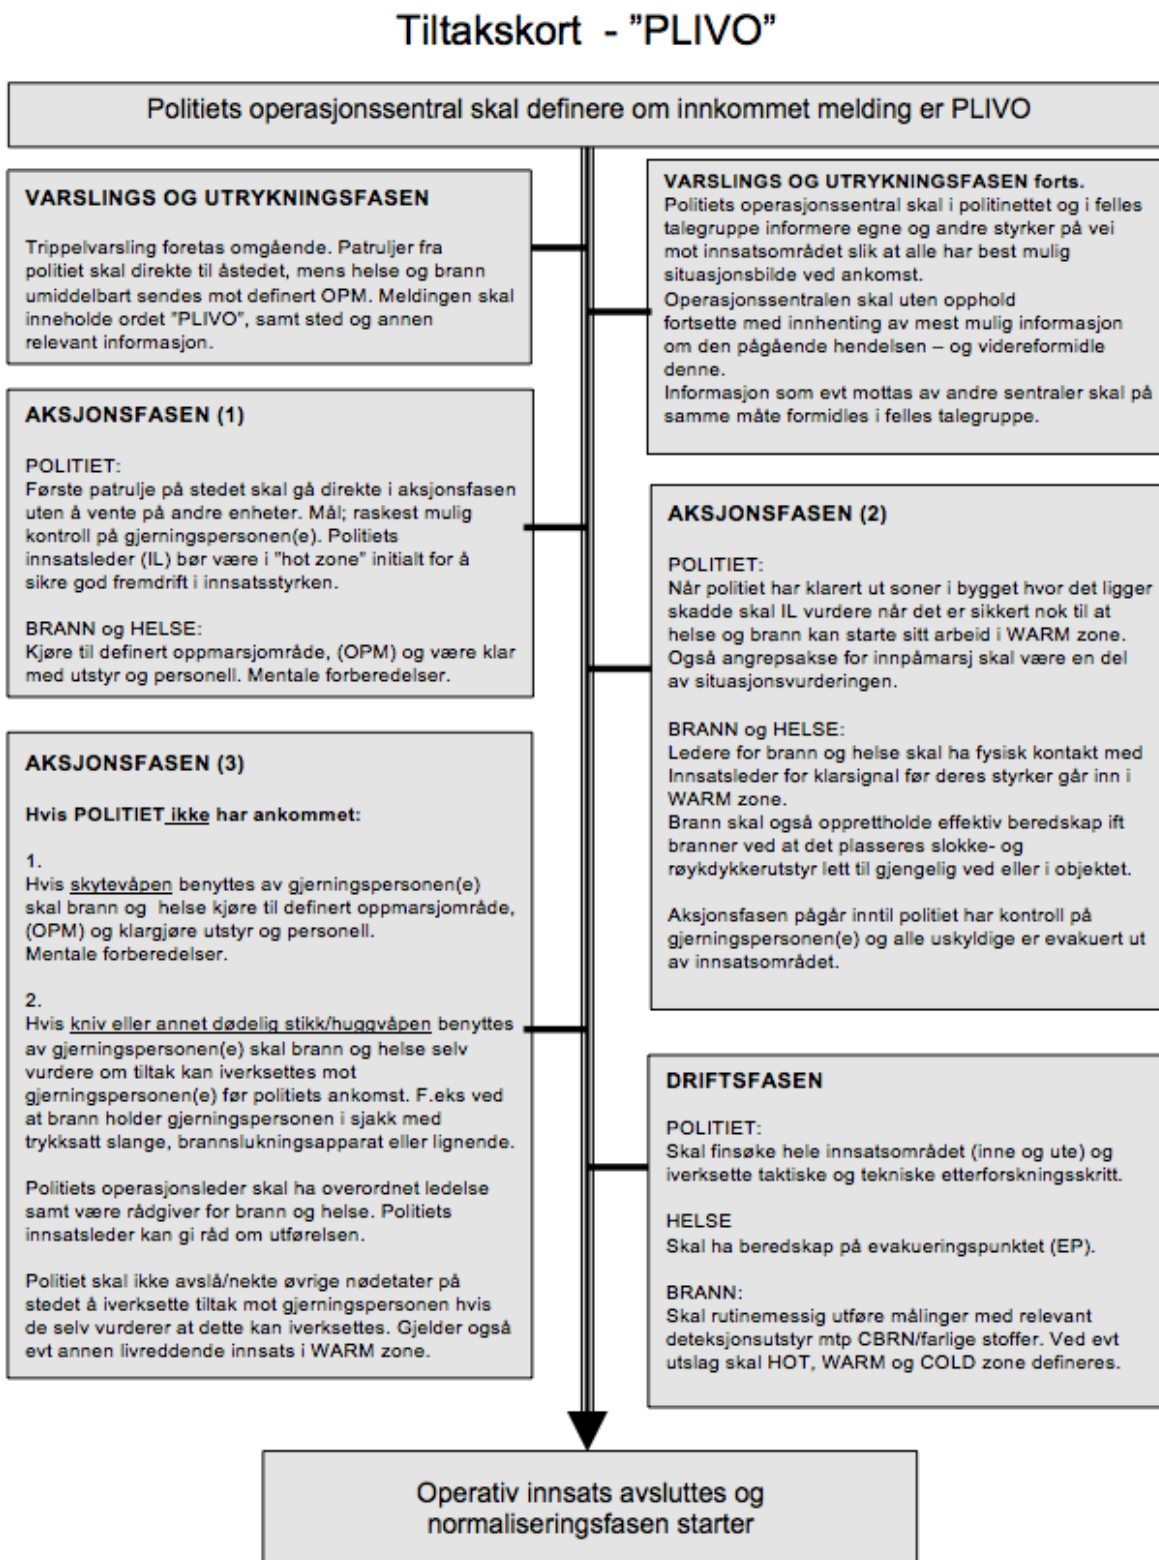 Tiltakskort - ”PLIVO”
Politiets operasjonssentral skal definere om innkommet melding er PLIVO
VARSLINGS OG UTRYKNINGSFASEN
Trippelvarsling foretas omgående. Patruljer fra
politiet skal direkte til åstedet, mens helse og brann
umiddelbart sendes mot definert OPM. Meldingen skal
inneholde ordet ”PLIVO”, samt sted og annen
relevant informasjon.
VARSLINGS OG UTRYKNINGSFASEN forts.
Politiets operasjonssentral skal i politinettet og i felles
talegruppe informere egne og andre styrker på vei
mot innsatsområdet slik at alle har best mulig
situasjonsbilde ved ankomst.
Operasjonssentralen skal uten opphold
fortsette med innhenting av mest mulig informasjon
om den pågående hendelsen – og videreformidle
denne.
Informasjon som evt mottas av andre sentraler skal på
samme måte formidles i felles talegruppe.
AKSJONSFASEN (1)
POLITIET:
Første patrulje på stedet skal gå direkte i aksjonsfasen
uten å vente på andre enheter. Mål; raskest mulig
kontroll på gjerningspersonen(e). Politiets
innsatsleder (IL) bør være i ”hot zone” initialt for å
sikre god fremdrift i innsatsstyrken.
BRANN og HELSE:
Kjøre til definert oppmarsjområde, (OPM) og være klar
med utstyr og personell. Mentale forberedelser.
AKSJONSFASEN (2)
POLITIET:
Når politiet har klarert ut soner i bygget hvor det ligger
skadde skal IL vurdere når det er sikkert nok til at
helse og brann kan starte sitt arbeid i WARM zone.
Også angrepsakse for innpåmarsj skal være en del
av situasjonsvurderingen.
BRANN og HELSE:
Ledere for brann og helse skal ha fysisk kontakt med
Innsatsleder for klarsignal før deres styrker går inn i
WARM zone.
Brann skal også opprettholde effektiv beredskap ift
branner ved at det plasseres slokke- og
røykdykkerutstyr lett til gjengelig ved eller i objektet.
Aksjonsfasen pågår inntil politiet har kontroll på
gjerningspersonen(e) og alle uskyldige er evakuert ut
av innsatsområdet.
AKSJONSFASEN (3)
Hvis POLITIET ikke har ankommet:
1.
Hvis skytevåpen benyttes av gjerningspersonen(e)
skal brann og helse kjøre til definert oppmarsjområde,
(OPM) og klargjøre utstyr og personell.
Mentale forberedelser.
2.
Hvis kniv eller annet dødelig stikk/huggvåpen benyttes
av gjerningspersonen(e) skal brann og helse selv
vurdere om tiltak kan iverksettes mot
gjerningspersonen(e) før politiets ankomst. F.eks ved
at brann holder gjerningspersonen i sjakk med
trykksatt slange, brannslukningsapparat eller lignende.
Politiets operasjonsleder skal ha overordnet ledelse
samt være rådgiver for brann og helse. Politiets
innsatsleder kan gi råd om utførelsen.
Politiet skal ikke avslå/nekte øvrige nødetater på
stedet å iverksette tiltak mot gjerningspersonen hvis
de selv vurderer at dette kan iverksettes. Gjelder også
evt annen livreddende innsats i WARM zone.
DRIFTSFASEN
POLITIET:
Skal finsøke hele innsatsområdet (inne og ute) og
iverksette taktiske og tekniske etterforskningsskritt.
HELSE
Skal ha beredskap på evakueringspunktet (EP).
BRANN:
Skal rutinemessig utføre målinger med relevant
deteksjonsutstyr mtp CBRN/farlige stoffer. Ved evt
utslag skal HOT, WARM og COLD zone defineres.
Operativ innsats avsluttes og
normaliseringsfasen starter